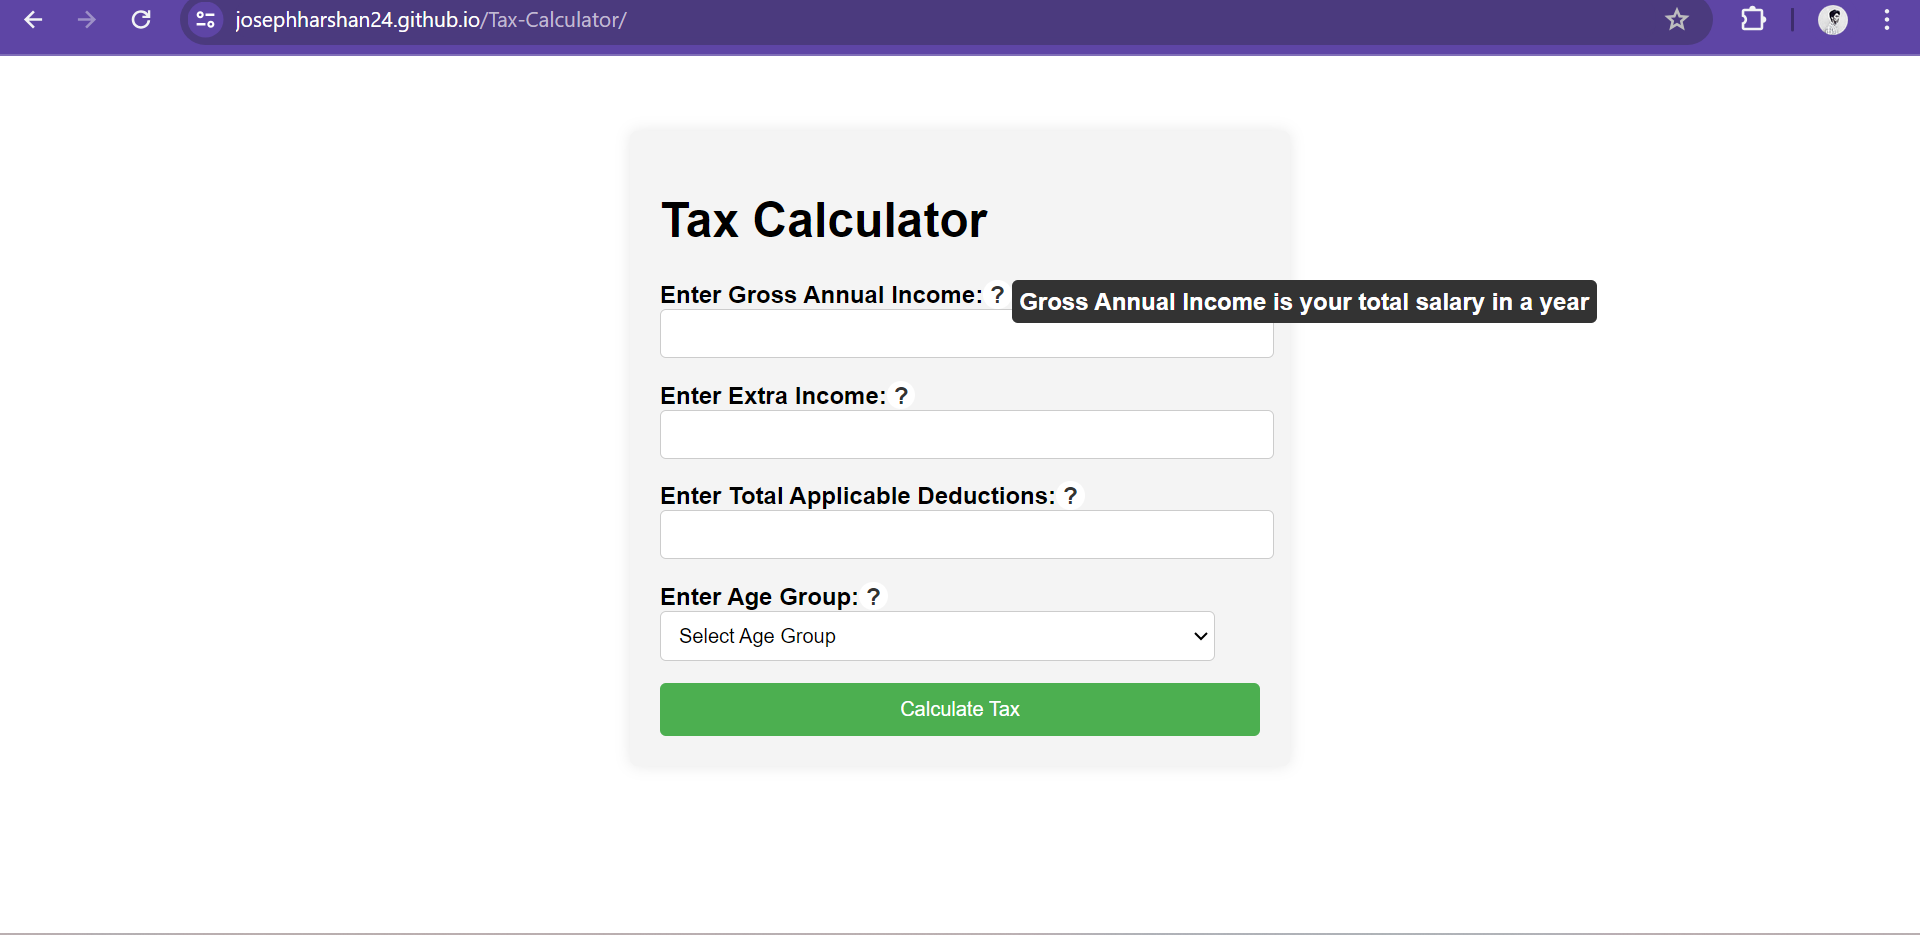 josephharshan24.github.io/Tax-Calculator/
Tax Calculator
Enter Gross Annual Income: ? Gross Annual Income is your total salary in a year
Enter Extra Income: ?
Enter Total Applicable Deductions: ?
Enter Age Group: ?
Select Age Group
Calculate Tax